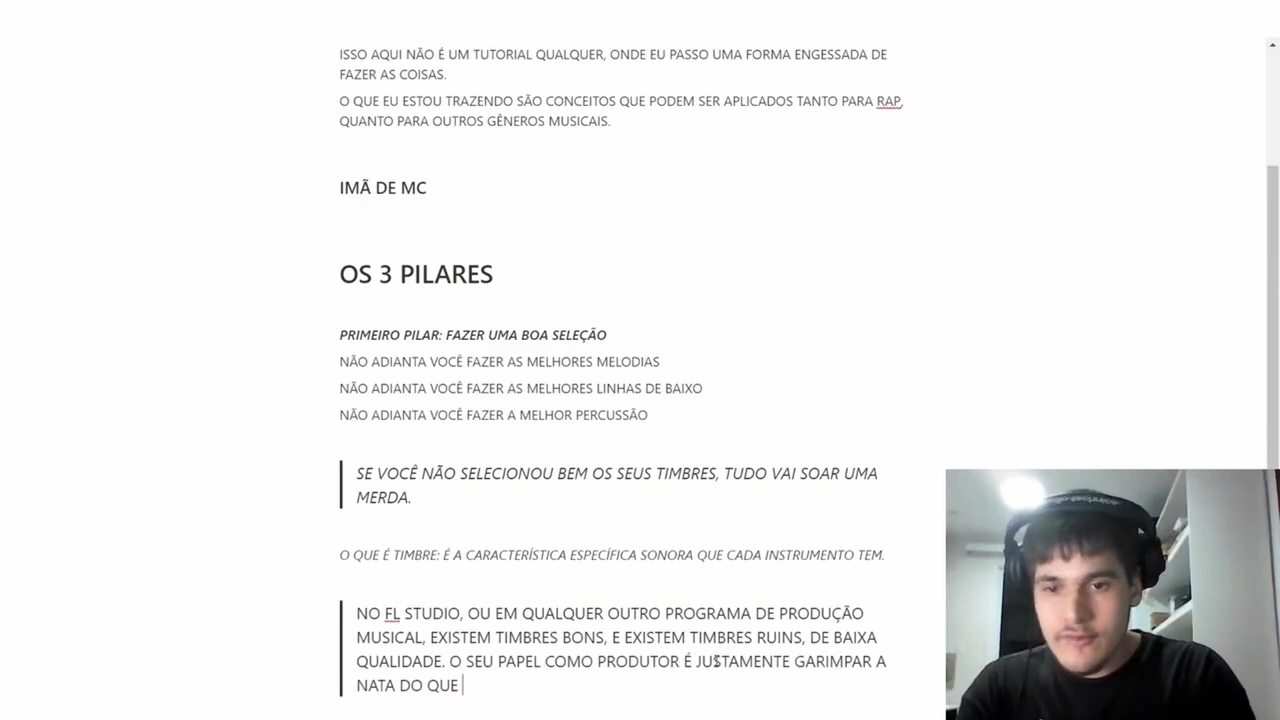 ISSO AQUI NÃO É UM TUTORIAL QUALQUER, ONDE EU PASSO UMA FORMA ENGESSADA DE
FAZER AS COISAS.
O QUE EU ESTOU TRAZENDO SÃO CONCEITOS QUE PODEM SER APLICADOS TANTO PARA RAP,
QUANTO PARA OUTROS GÊNEROS MUSICAIS.
IMÃ DE MC
OS 3 PILARES
PRIMEIRO PILAR: FAZER UMA BOA SELEÇÃO
NÃO ADIANTA VOCÊ FAZER AS MELHORES MELODIAS
NÃO ADIANTA VOCÊ FAZER AS MELHORES LINHAS DE BAIXO
NÃO ADIANTA VOCÊ FAZER A MELHOR PERCUSSÃO
SE VOCÊ NÃO SELECIONOU BEM OS SEUS TIMBRES, TUDO VAI SOAR UMA
MERDA.
O QUE É TIMBRE: É A CARACTERÍSTICA ESPECÍFICA SONORA QUE CADA INSTRUMENTO TEM.
NO FL STUDIO, OU EM QUALQUER OUTRO PROGRAMA DE PRODUÇÃO
MUSICAL, EXISTEM TIMBRES BONS, E EXISTEM TIMBRES RUINS, DE BAIXA
QUALIDADE. O SEU PAPEL COMO PRODUTOR É JUSTAMENTE GARIMPAR A
NATA DO QUE